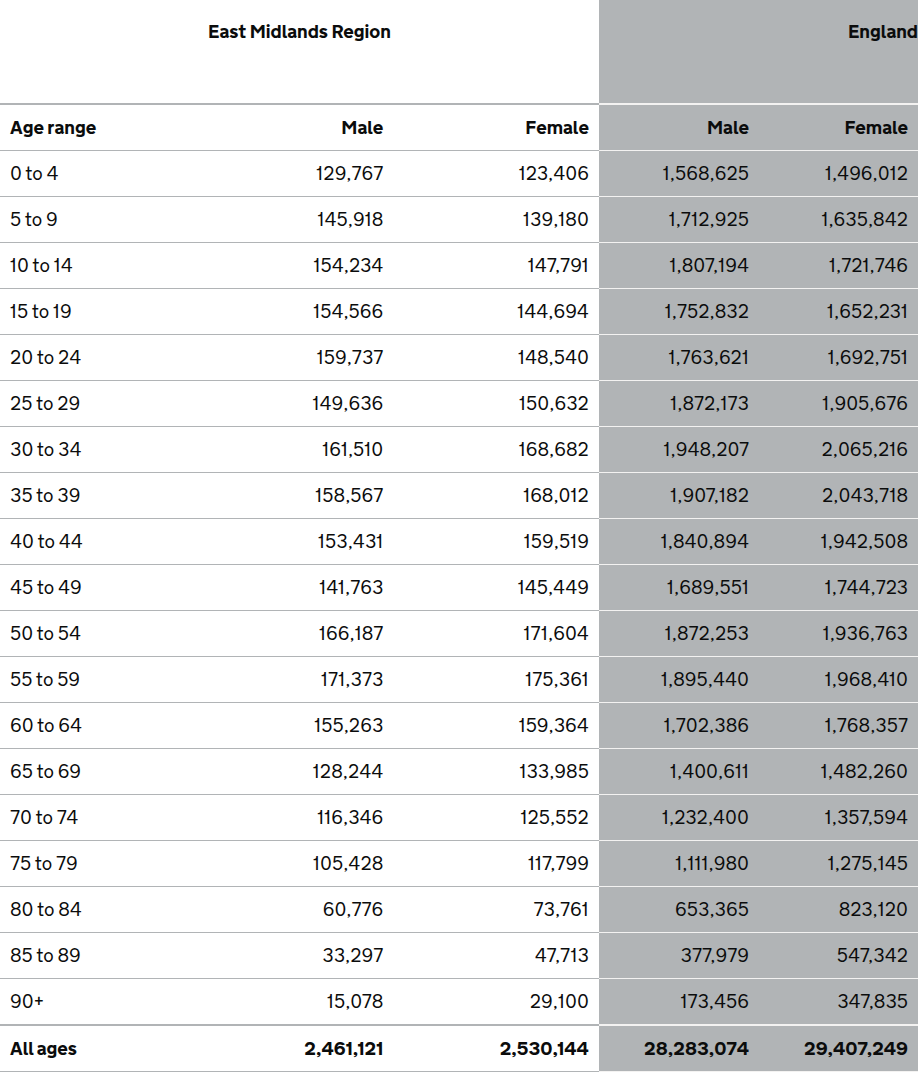 East Midlands Region England
Age range Male Female Male Female
0 to 4 129,767 123,406 1,568,625 1,496,012
5 to 9 145,918 139,180 1,712,925 1,635,842
10 to 14 154,234 147,791 1,807,194 1,721,746
15 to 19 154,566 144,694 1,752,832 1,652,231
20 to 24 159,737 148,540 1,763,621 1,692,751
25 to 29 149,636 150,632 1,872,173 1,905,676
30 to 34 161,510 168,682 1,948,207 2,065,216
35 to 39 158,567 168,012 1,907,182 2,043,718
40 to 44 153,431 159,519 1,840,894 1,942,508
45 to 49 141,763 145,449 1,689,551 1,744,723
50 to 54 166,187 171,604 1,872,253 1,936,763
55 to 59 171,373 175,361 1,895,440 1,968,410
60 to 64 155,263 159,364 1,702,386 1,768,357
65 to 69 128,244 133,985 1,400,611 1,482,260
70 to 74 116,346 125,552 1,232,400 1,357,594
75 to 79 105,428 117,799 1,111,980 1,275,145
80 to 84 60,776 73,761 653,365 823,120
85 to 89 33,297 47,713 377,979 547,342
90+ 15,078 29,100 173,456 347,835
All ages 2,461,121 2,530,144 28,283,074 29,407,249